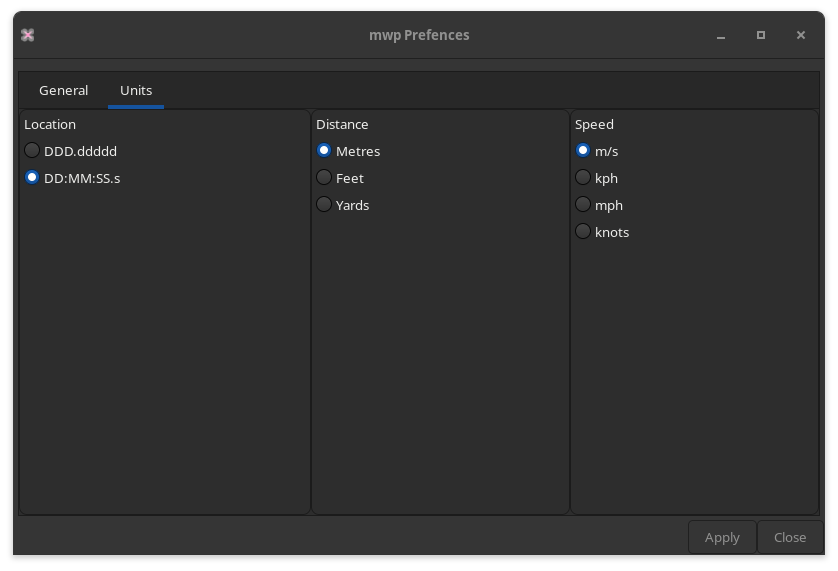 mwp Prefences
General Units
Location
DDD.ddddd
DD:MM:SS.s
Distance
Metres
Feet
Yards
Speed
m/s
kph
mph
knots
Apply Close